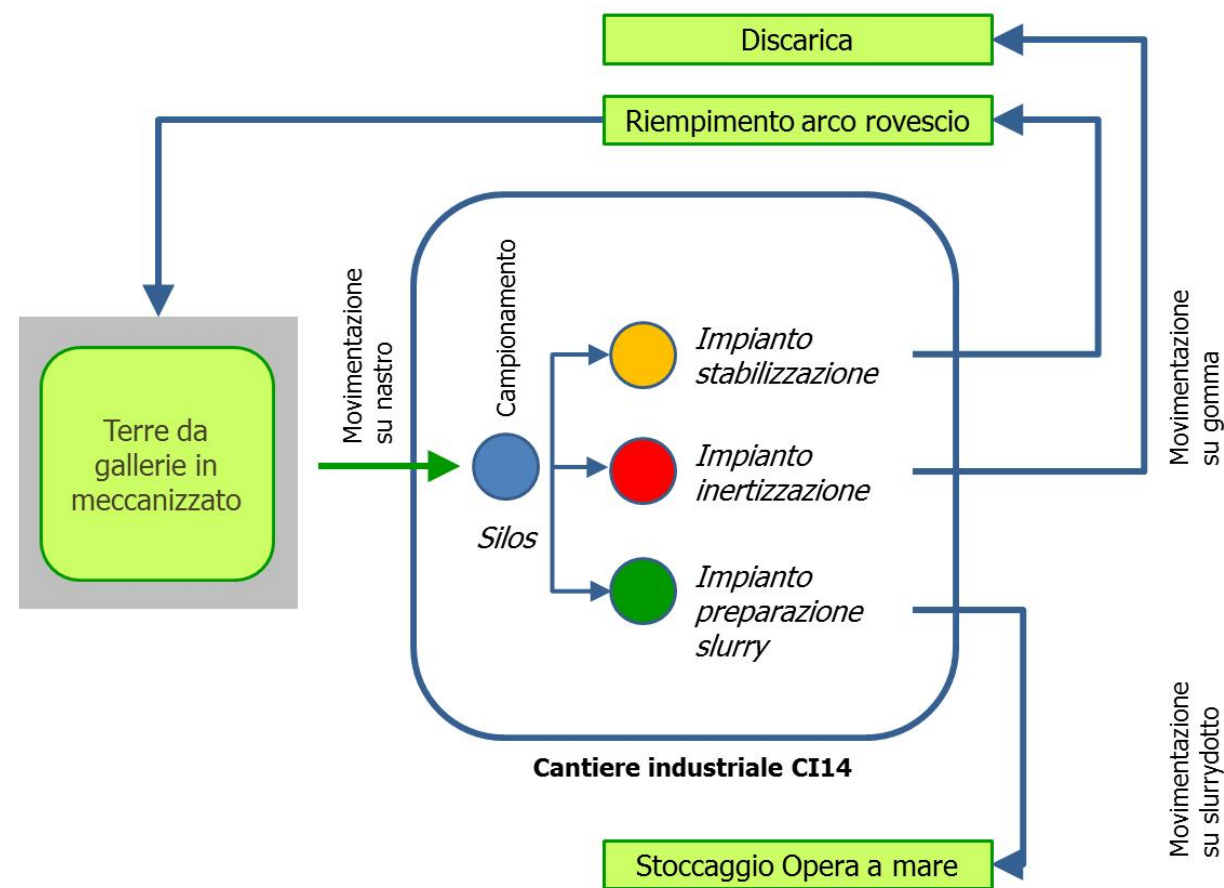 Discarica
Riempimento arco rovescio
Campionamento
Movimentazione
su nastro
Impianto
stabilizzazione
Movimentazione
su gomma
Terre da
gallerie in
meccanizzato
Impianto
inertizzazione
Silos
Impianto
preparazione
slurry
Cantiere industriale CI14
Movimentazione
su slurrydotto
Stoccaggio Opera a mare